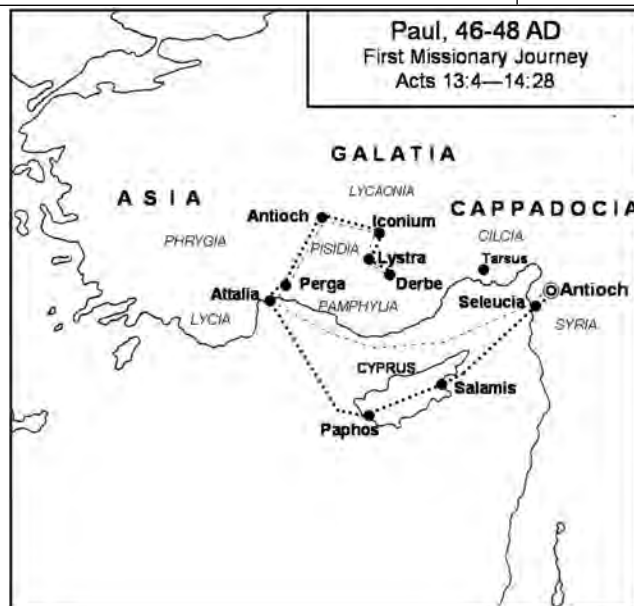 Paul, 46-48 AD
First Missionary Journey
Acts 13:4—14:28
GALATIA
LYCAONIA
ASIA
CAPPADOCIA
Antioch
Iconium
PHRYGIA
PISIDIA
CILCIA
Lystra
Tarsus
Perga
Derbe
Antioch
Attalia
PAMPHYLIA
Seleucia
LYCIA
SYRIA
CYPRUS
Salamis
Paphos